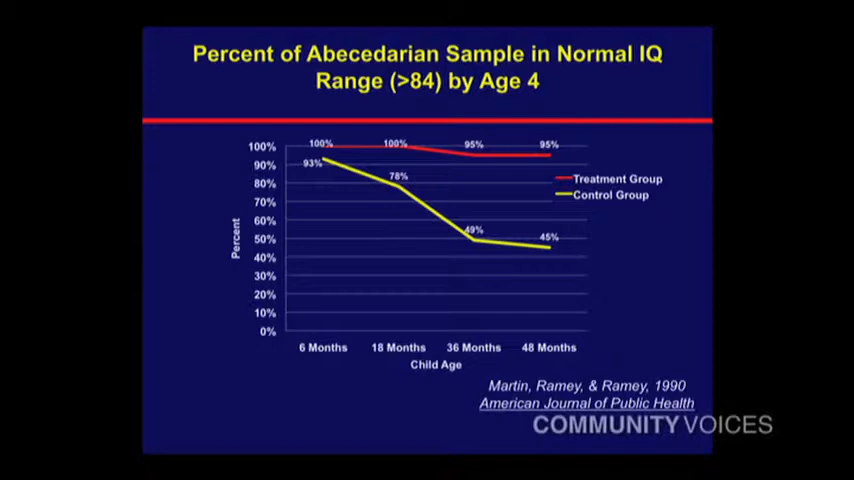 Percent of Abecedarian Sample in Normal IQ
Range (>84) by Age 4
100%
90%
80%
70%
60%
50%
40%
30%
20%
10%
0%
Percent
100%
100%
95%
95%
93%
78%
49%
45%
Treatment Group
Control Group
6 Months
18 Months
36 Months
48 Months
Child Age
Martin, Ramey, & Ramey, 1990
American Journal of Public Health
COMMUNITY VOICES